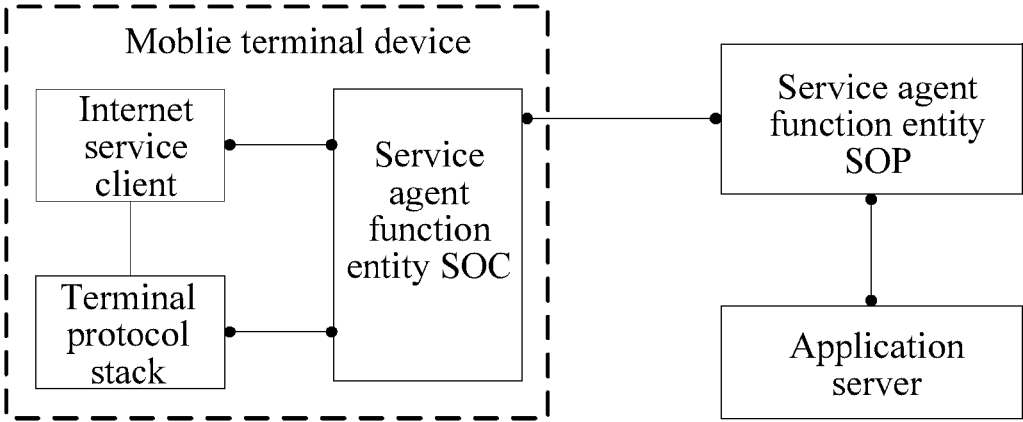 Moblie terminal device
Internet
service
client
Service
agent
function
entity SOC
Terminal
protocol
stack
Service agent
function entity
SOP
Application
server